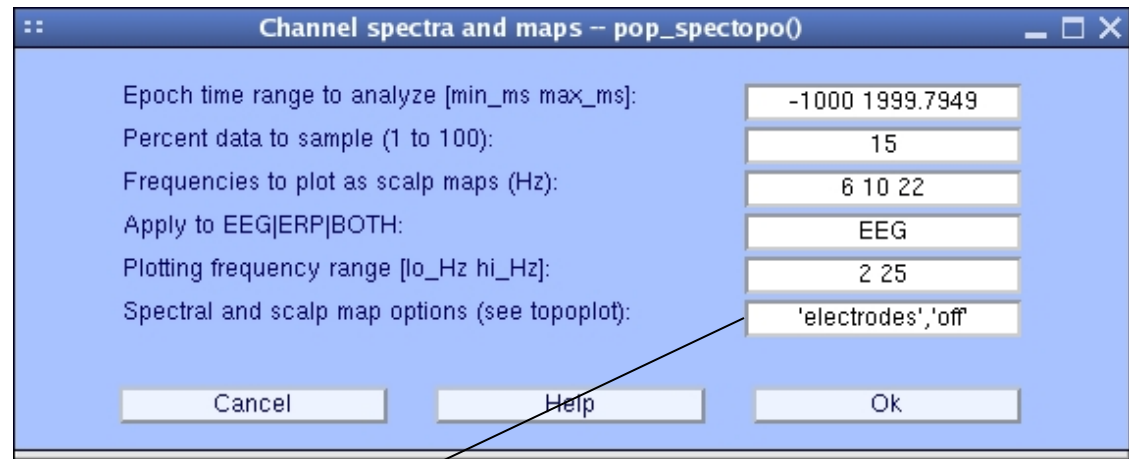 Channel spectra and maps -- pop_spectopo()
Epoch time range to analyze [min_ms max_ms]: -1000 1999.7949
Percent data to sample (1 to 100): 15
Frequencies to plot as scalp maps (Hz): 6 10 22
Apply to EEG|ERP|BOTH: EEG
Plotting frequency range [lo_Hz hi_Hz]: 2 25
Spectral and scalp map options (see topoplot): 'electrodes','off'
Cancel Help Ok